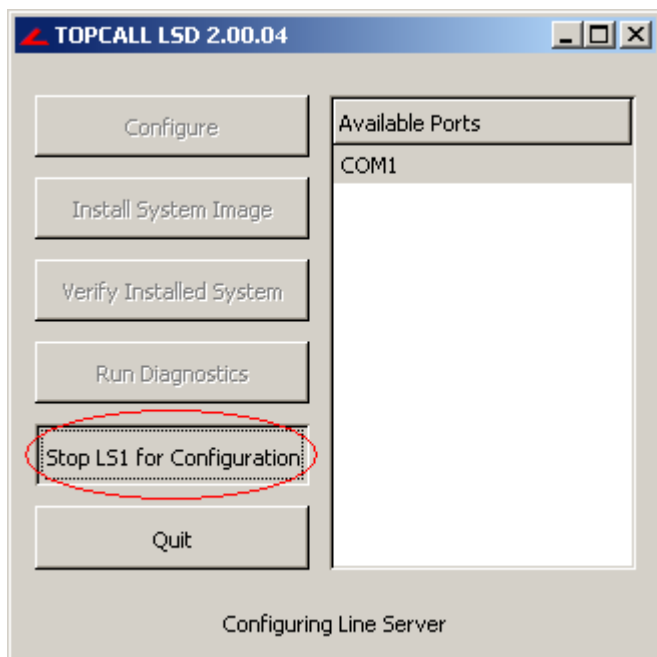 TOPCALL LSD 2.00.04
Configure
Install System Image
Verify Installed System
Run Diagnostics
Stop LS1 for Configuration
Quit
Available Ports
COM1
Configuring Line Server